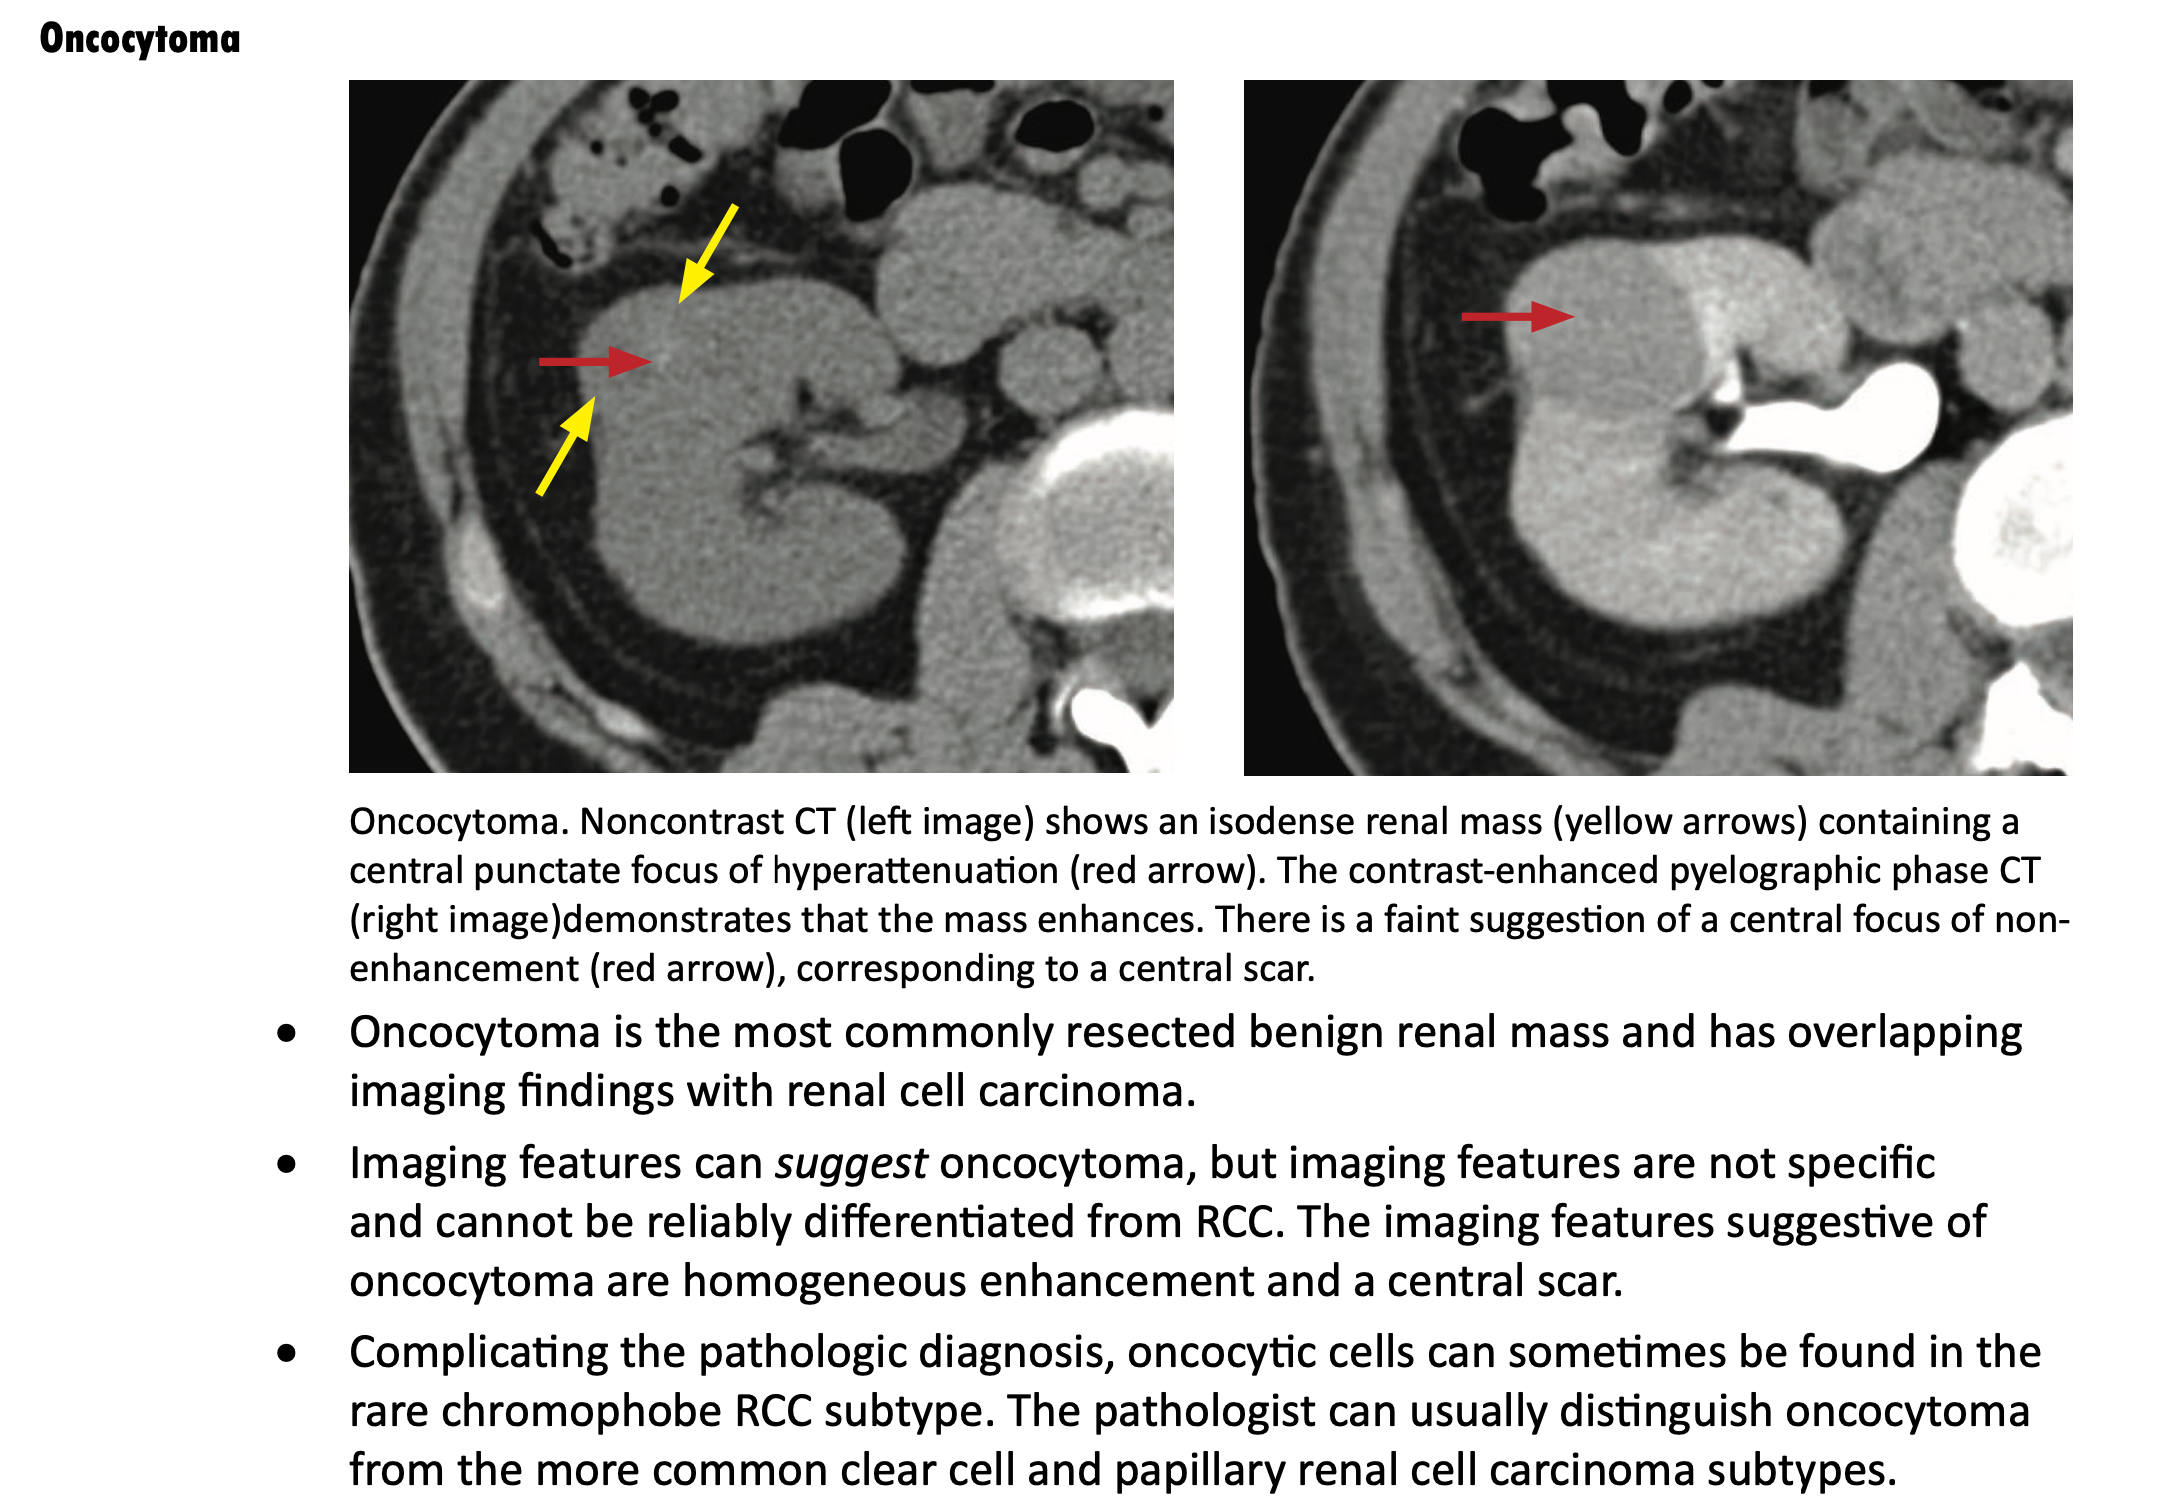 Oncocytoma
Oncocytoma. Noncontrast CT (left image) shows an isodense renal mass (yellow arrows) containing a
central punctate focus of hyperattenuation (red arrow). The contrast-enhanced pyelographic phase CT
(right image)demonstrates that the mass enhances. There is a faint suggestion of a central focus of non-
enhancement (red arrow), corresponding to a central scar.
• Oncocytoma is the most commonly resected benign renal mass and has overlapping
imaging findings with renal cell carcinoma.
• Imaging features can suggest oncocytoma, but imaging features are not specific
and cannot be reliably differentiated from RCC. The imaging features suggestive of
oncocytoma are homogeneous enhancement and a central scar.
• Complicating the pathologic diagnosis, oncocytic cells can sometimes be found in the
rare chromophobe RCC subtype. The pathologist can usually distinguish oncocytoma
from the more common clear cell and papillary renal cell carcinoma subtypes.